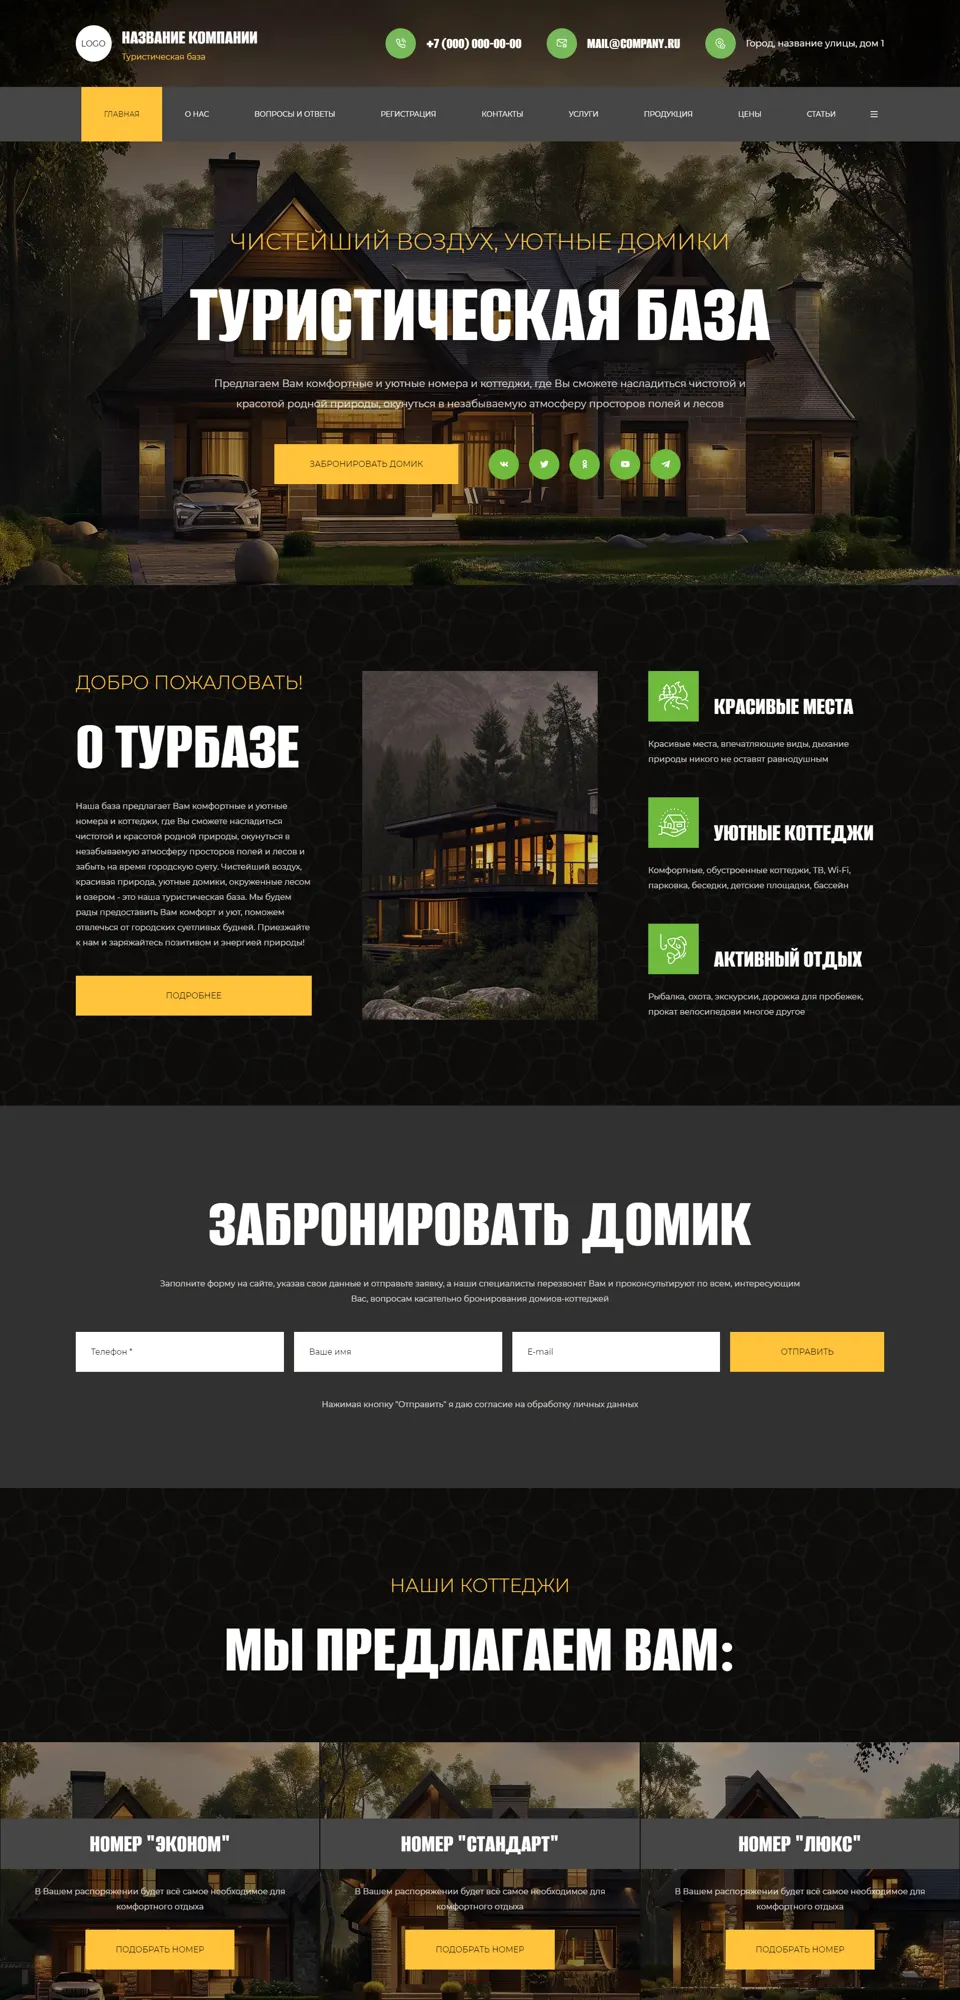 LOGO
НАЗВАНИЕ КОМПАНИИ
Туристическая база
+7 (000) 000-00-00
MAIL@COMPANY.RU
Город, название улицы, дом 1
ГЛАВНАЯ
О НАС
ВОПРОСЫ И ОТВЕТЫ
РЕГИСТРАЦИЯ
КОНТАКТЫ
УСЛУГИ
ПРОДУКЦИЯ
ЦЕНЫ
СТАТЬИ
ЧИСТЕЙШИЙ ВОЗДУХ, УЮТНЫЕ ДОМИКИ
ТУРИСТИЧЕСКАЯ БАЗА
Предлагаем Вам комфортные и уютные номера и коттеджи, где Вы сможете насладиться чистотой и
красотой родной природы, окунуться в незабываемую атмосферу просторов полей и лесов
ЗАБРОНИРОВАТЬ ДОМИК
ДОБРО ПОЖАЛОВАТЬ!
О ТУРБАЗЕ
Наша база предлагает Вам комфортные и уютные
номера и коттеджи, где Вы сможете насладиться
чистотой и красотой родной природы, окунуться в
незабываемую атмосферу просторов полей и лесов и
забыть на время городскую суету. Чистейший воздух,
красивая природа, уютные домики, окруженные лесом
и озером - это наша туристическая база. Мы будем
рады предоставить Вам комфорт и уют, поможем
отвлечься от городских суетливых будней. Приезжайте
к нам и заряжайтесь позитивом и энергией природы!
ПОДРОБНЕЕ
КРАСИВЫЕ МЕСТА
Красивые места, впечатляющие виды, дыхание
природы никого не оставят равнодушным
УЮТНЫЕ КОТТЕДЖИ
Комфортные, обустроенные коттеджи, ТВ, Wi-Fi,
парковка, беседки, детские площадки, бассейн
АКТИВНЫЙ ОТДЫХ
Рыбалка, охота, экскурсии, дорожка для пробежек,
прокат велосипедови многое другое
ЗАБРОНИРОВАТЬ ДОМИК
Заполните форму на сайте, указав свои данные и отправьте заявку, а наши специалисты перезвонят Вам и проконсультируют по всем, интересующим
Вас, вопросам касательно бронирования домиов-коттеджей
Телефон *
Ваше имя
E-mail
ОТПРАВИТЬ
Нажимая кнопку "Отправить" я даю согласие на обработку личных данных
НАШИ КОТТЕДЖИ
МЫ ПРЕДЛАГАЕМ ВАМ:
НОМЕР "ЭКОНОМ"
В Вашем распоряжении будет всё самое необходимое для
комфортного отдыха
ПОДОБРАТЬ НОМЕР
НОМЕР "СТАНДАРТ"
В Вашем распоряжении будет всё самое необходимое для
комфортного отдыха
ПОДОБРАТЬ НОМЕР
НОМЕР "ЛЮКС"
В Вашем распоряжении будет всё самое необходимое для
комфортного отдыха
ПОДОБРАТЬ НОМЕР